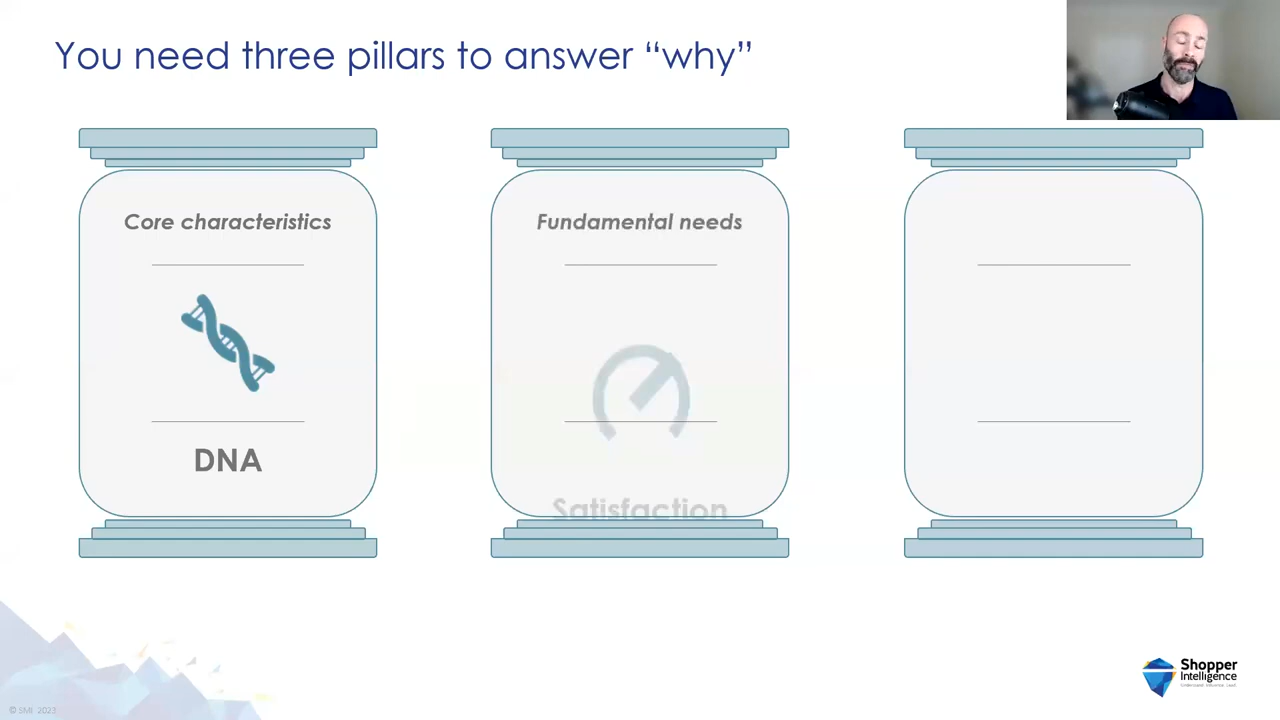 You need three pillars to answer “why”
Core characteristics
DNA
Fundamental needs
Satisfaction
Shopper
Intelligence
© SMI 2023